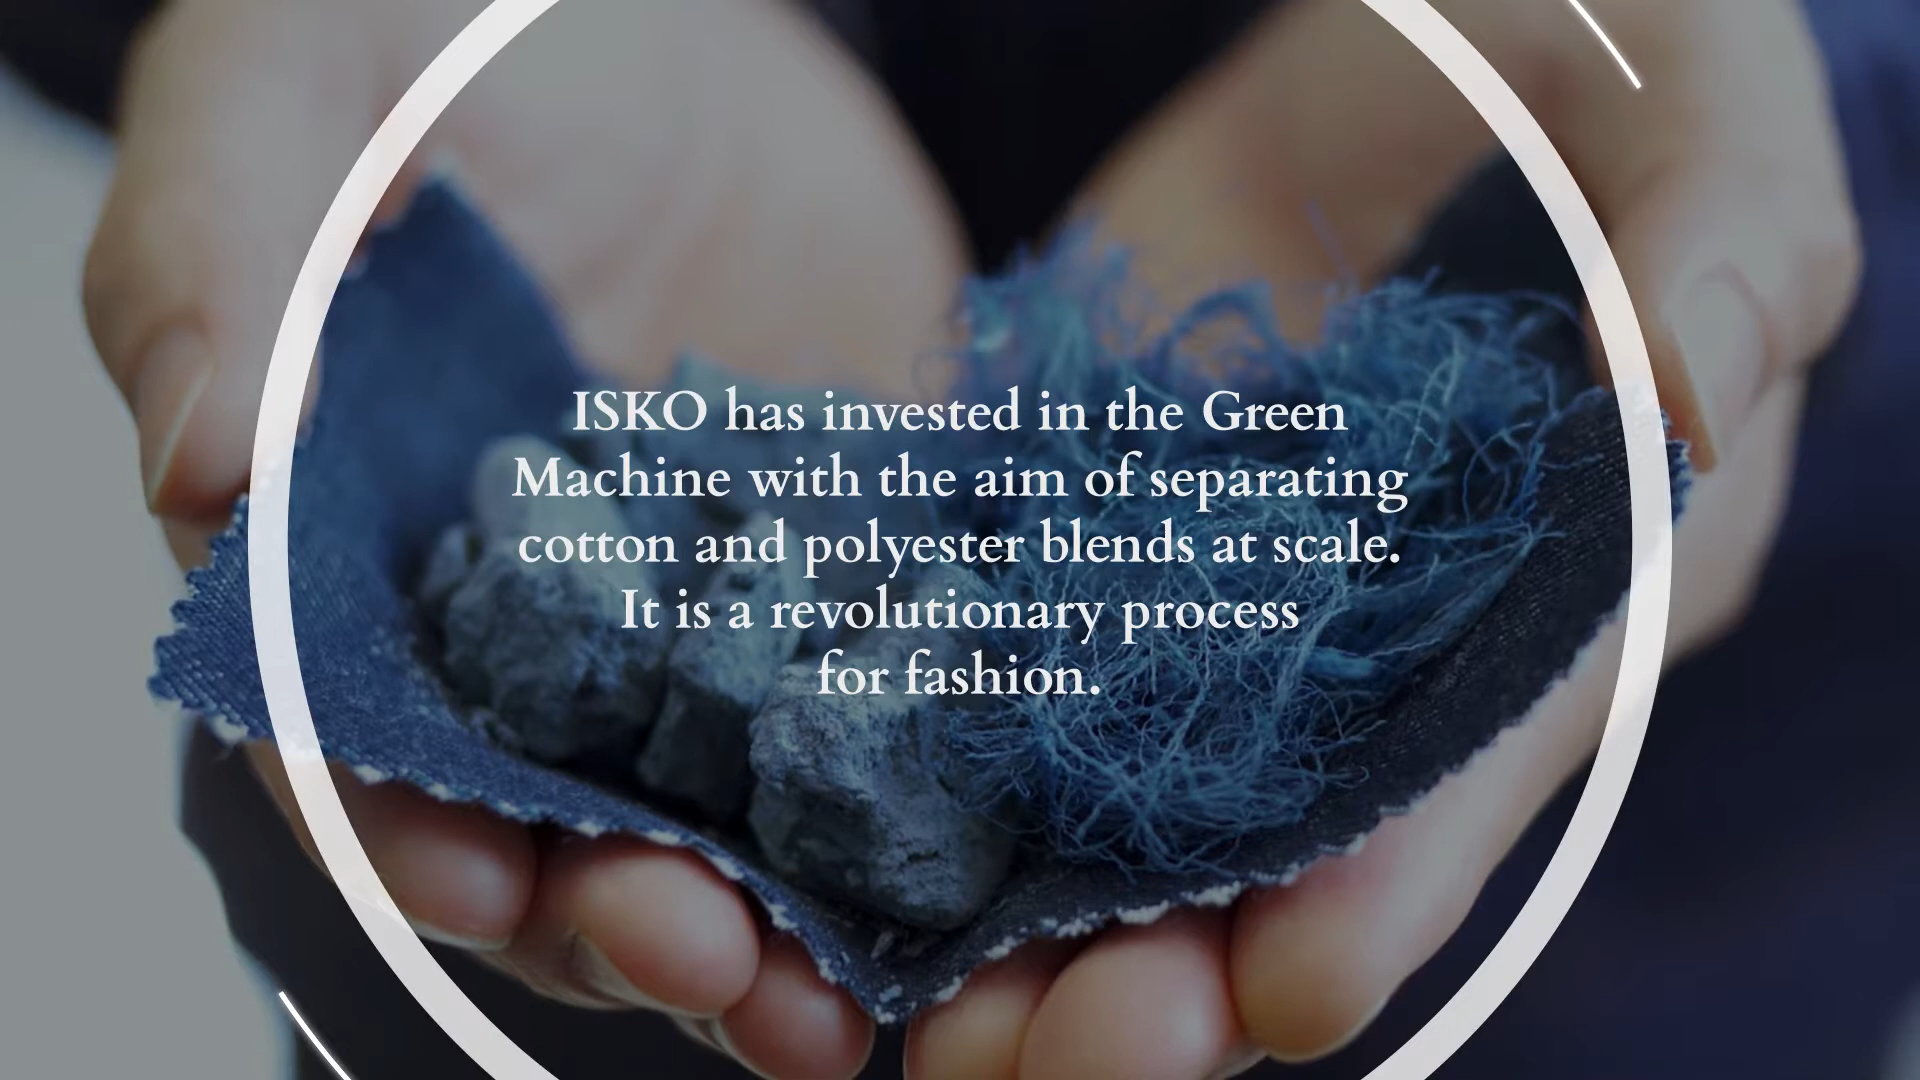 ISKO has invested in the Green
Machine with the aim of separating
cotton and polyester blends at scale.
It is a revolutionary process
for fashion.